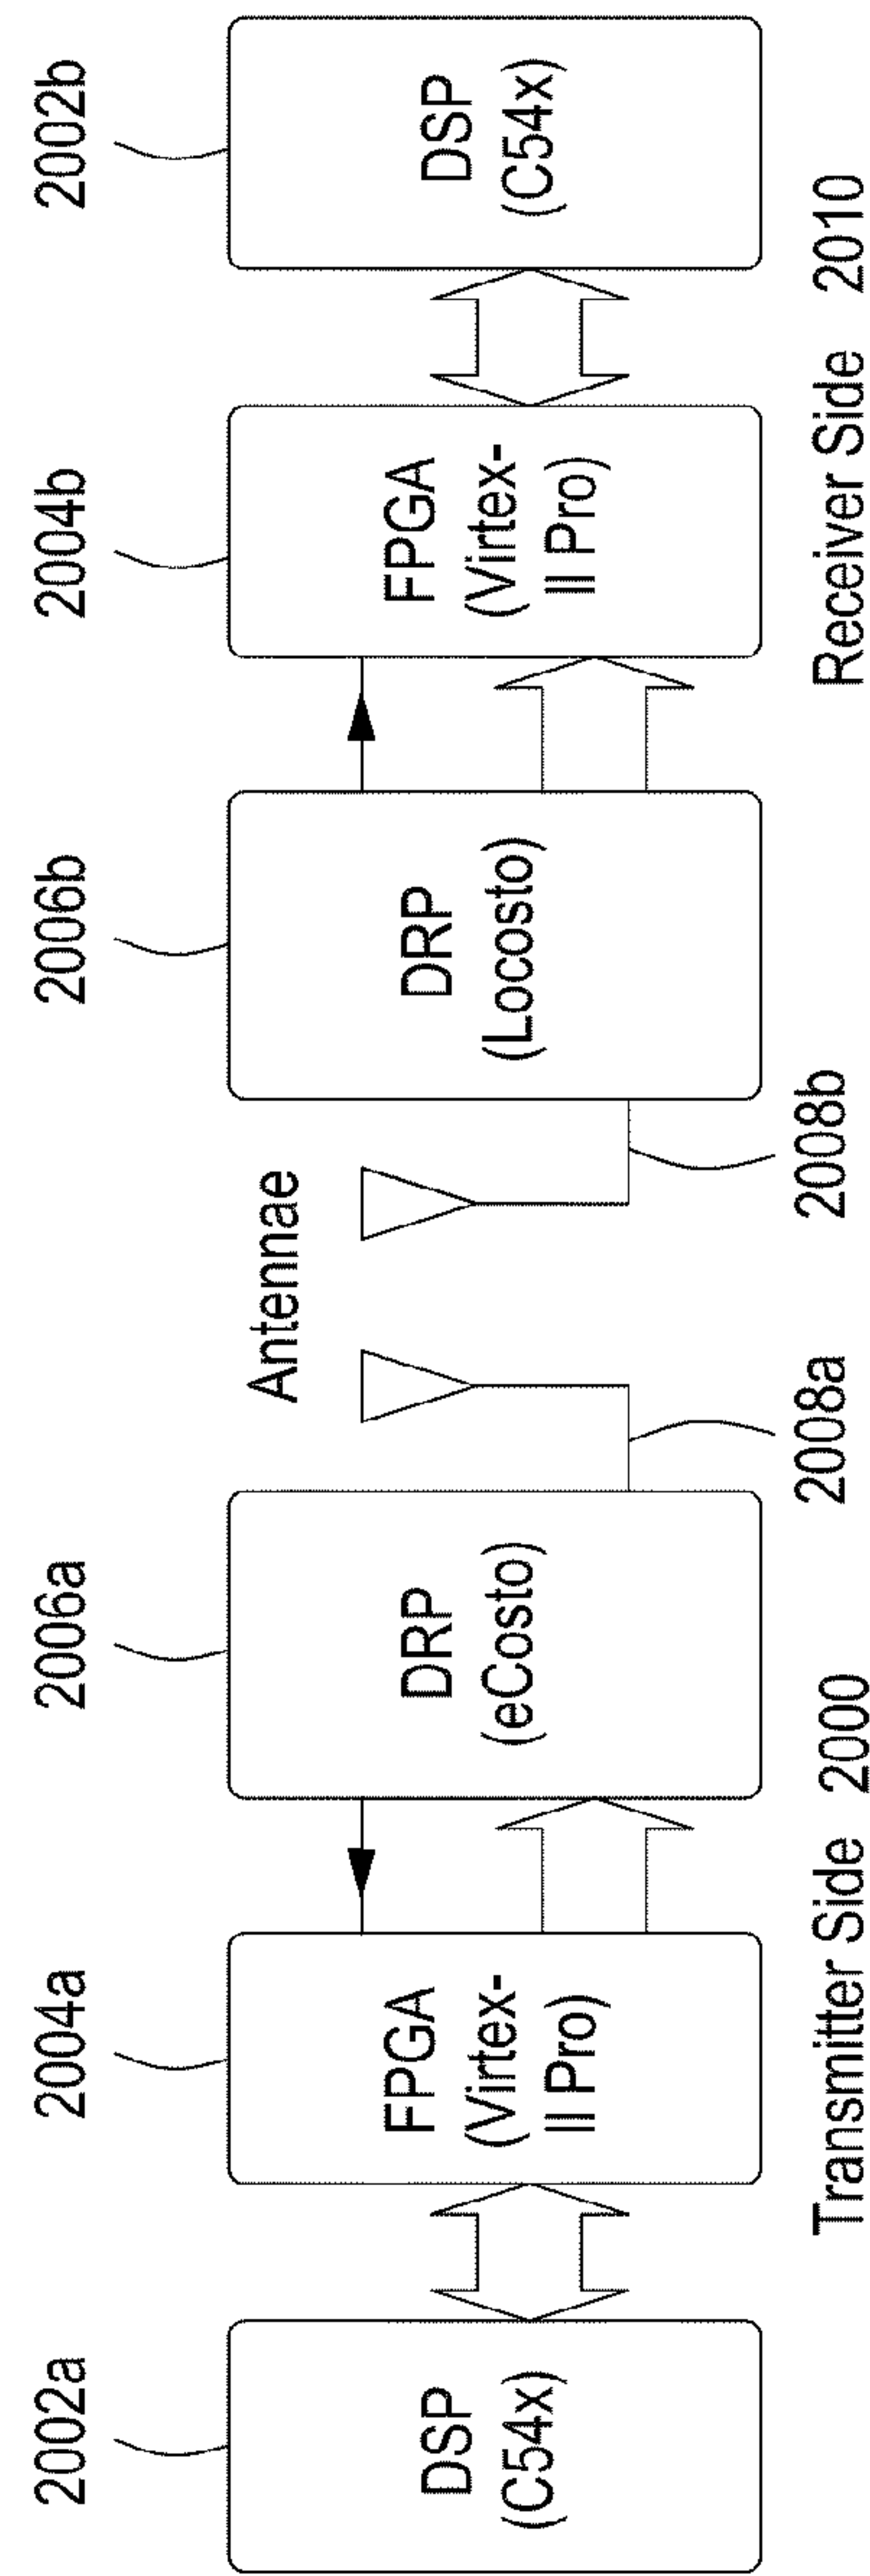 2002a
2004a
2006a
2006b
2004b
2002b
Antennae
DSP
(C54x)
FPGA
(Virtex-
II Pro)
DRP
(eCosto)
DRP
(Locosto)
FPGA
(Virtex-
II Pro)
DSP
(C54x)
2008a
2008b
Transmitter Side 2000
Receiver Side 2010